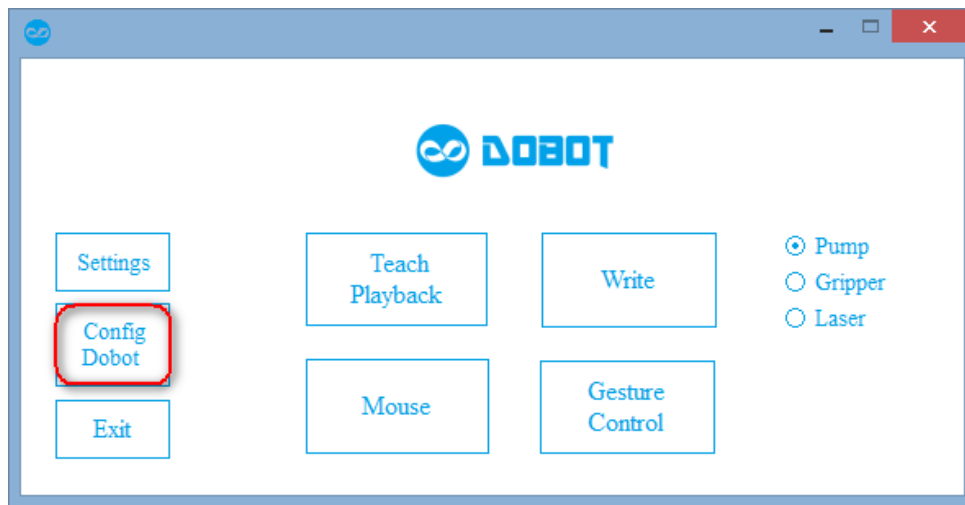 DOBOT
Settings
Config
Dobot
Exit
Teach
Playback
Write
Mouse
Gesture
Control
Pump
Gripper
Laser